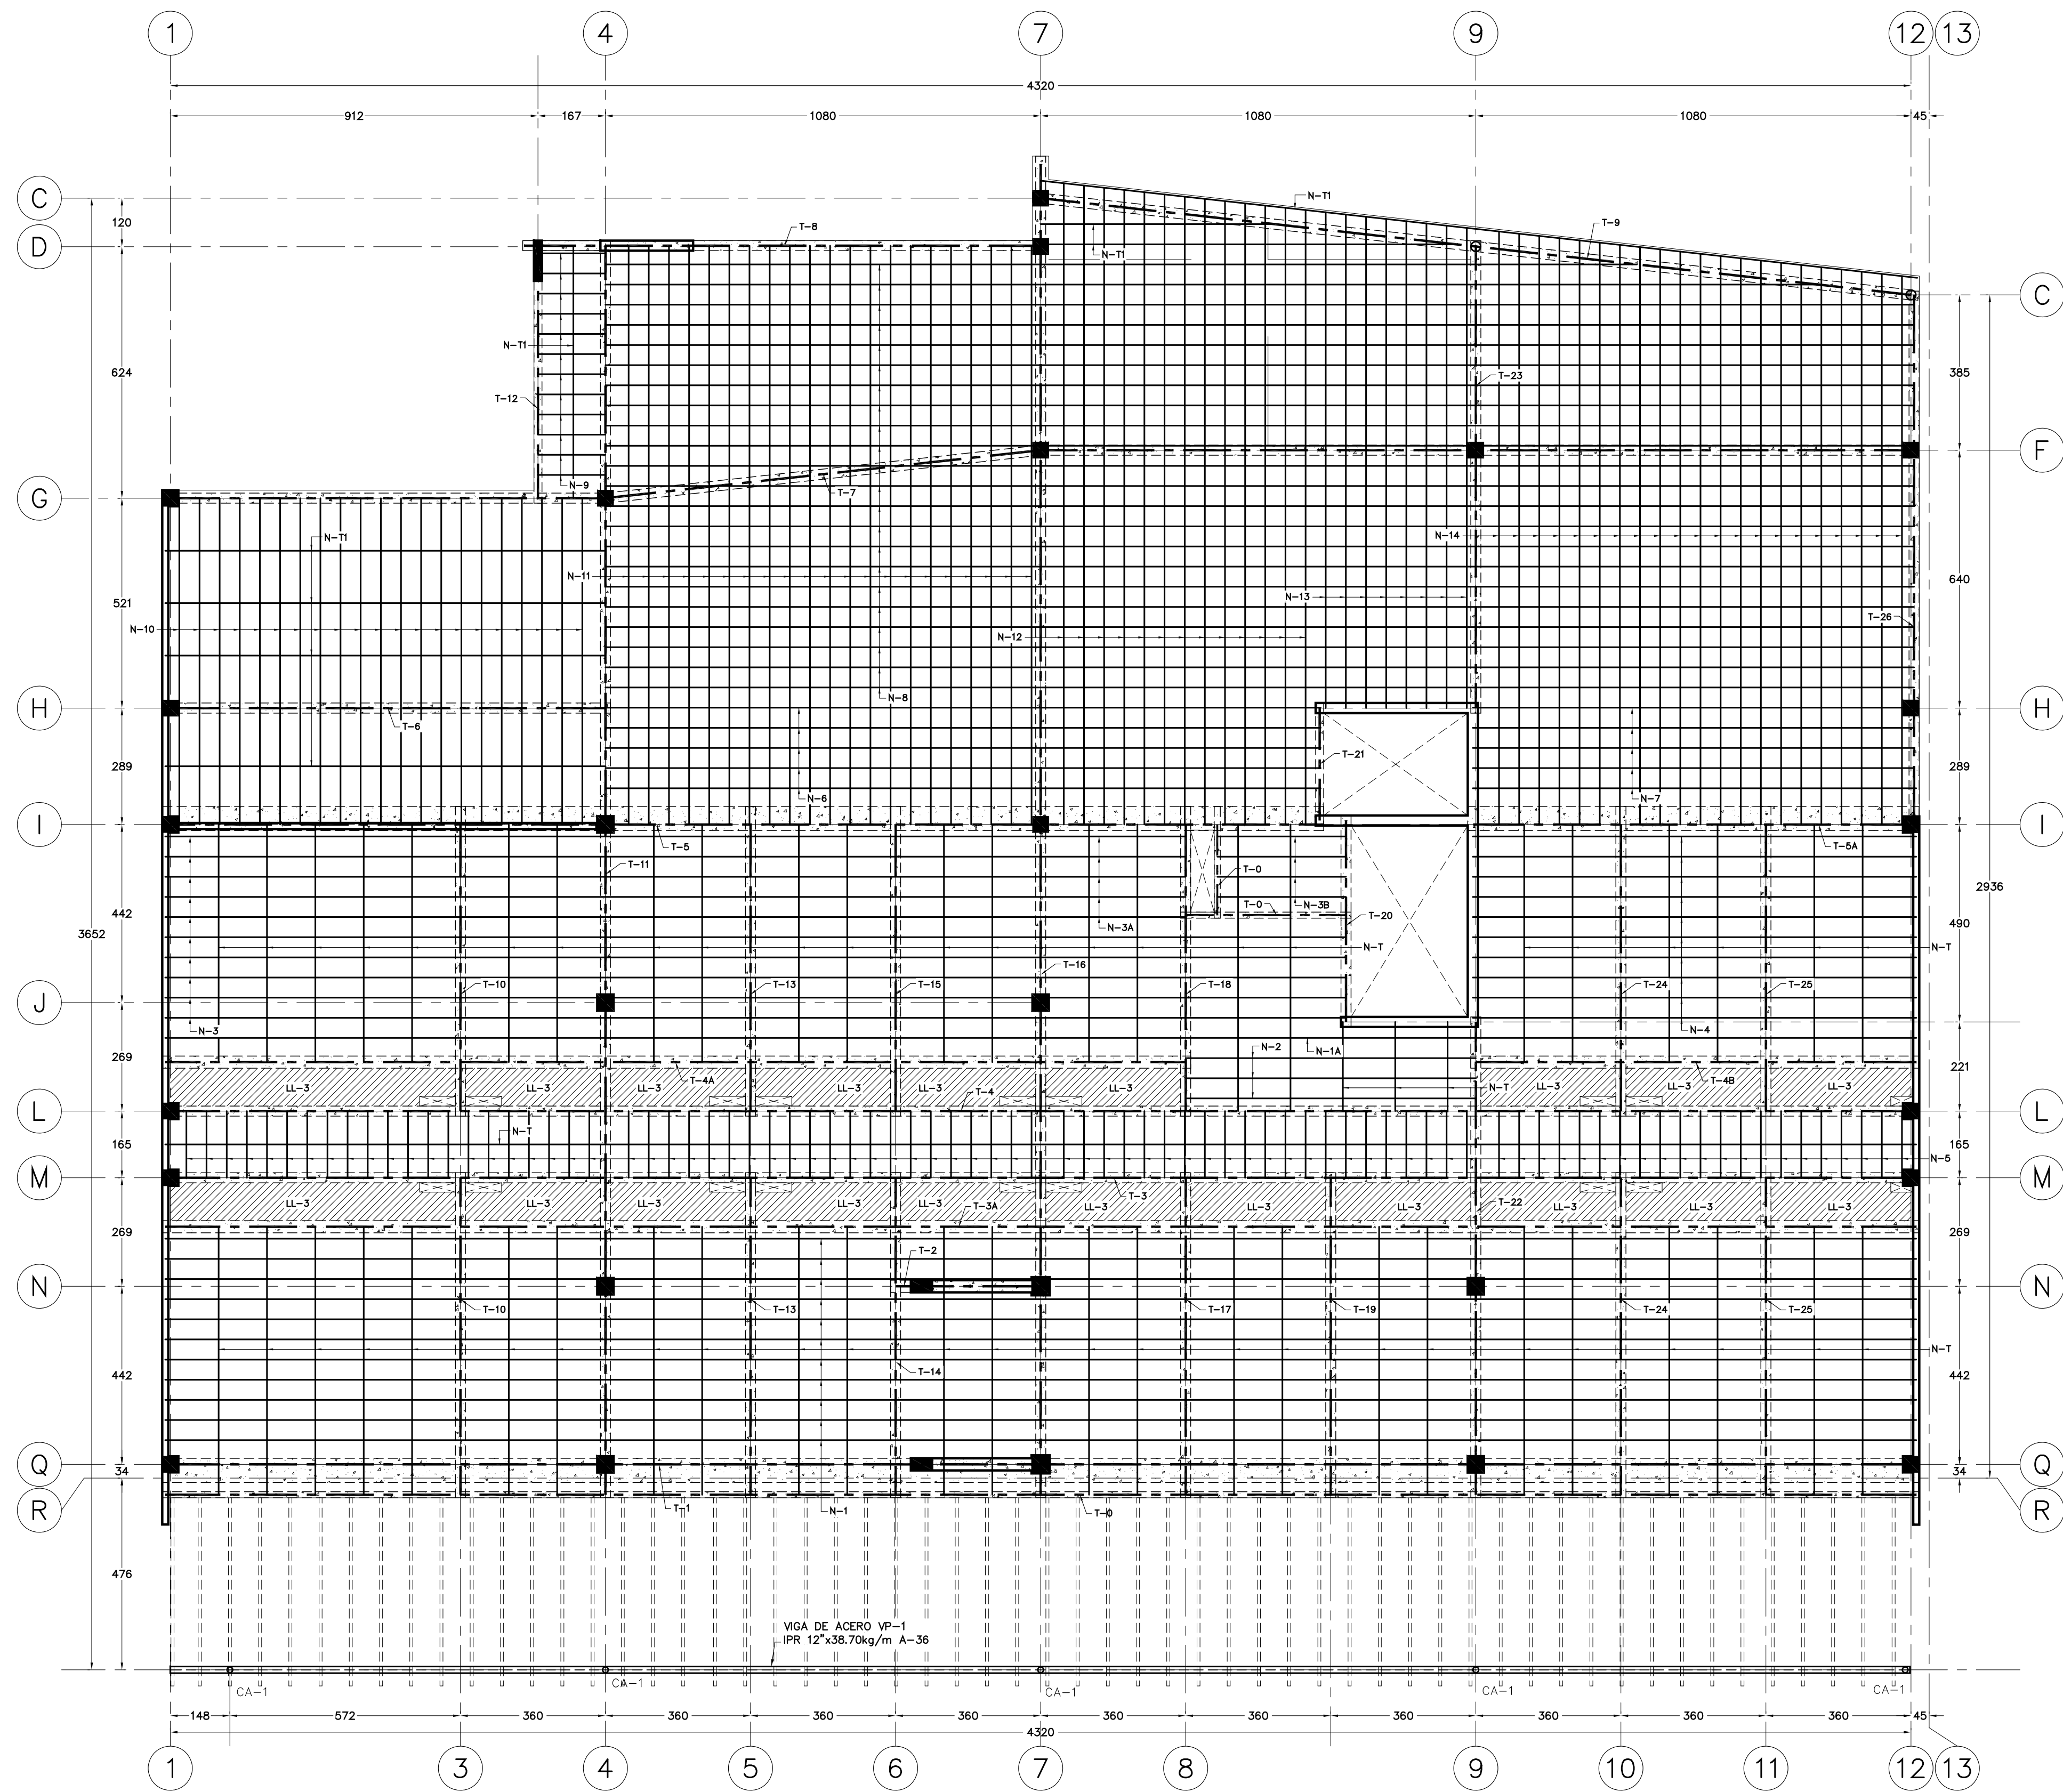 1 4 7 9 12 13
4320
912 167 1080 1080 1080 45
C
120
N-T1
T-9
D
T-8
N-T1
C
N-T1
624
385
T-23
T-12
F
N-9
T-7
G
N-T1
N-14
N-11
640
N-13
521
N-10
T-26
N-12
N-8
H
H
T-6
T-21
289
289
N-6
N-7
I
I
T-5
T-5A
T-11
T-0
2936
N-3B
T-0
442
N-3A
T-20
490
3652
N-T
N-T
T-16
T-10
T-13
T-15
T-18
T-24
T-25
J
N-3
N-4
N-2
N-1A
269
221
T-4A
T-4B
LL-3 LL-3 LL-3 LL-3 LL-3 LL-3 N-T LL-3 LL-3 LL-3
T-4
L
L
N-T
165
165
N-5
M
M
T-3
LL-3 LL-3 LL-3 LL-3 LL-3 LL-3 LL-3 LL-3 LL-3 LL-3 LL-3
T-3A
T-22
269
269
T-2
N
N
T-10
T-13
T-17
T-19
T-24
T-25
N-T
T-14
442
442
Q
Q
34
34
R
R
T-1
N-1
T-0
476
VIGA DE ACERO VP-1
IPR 12"x38.70kg/m A-36
CA-1 CA-1 CA-1 CA-1 CA-1
148 572 360 360 360 360 360 360 360 360 360 45
4320
1 3 4 5 6 7 8 9 10 11 12 13